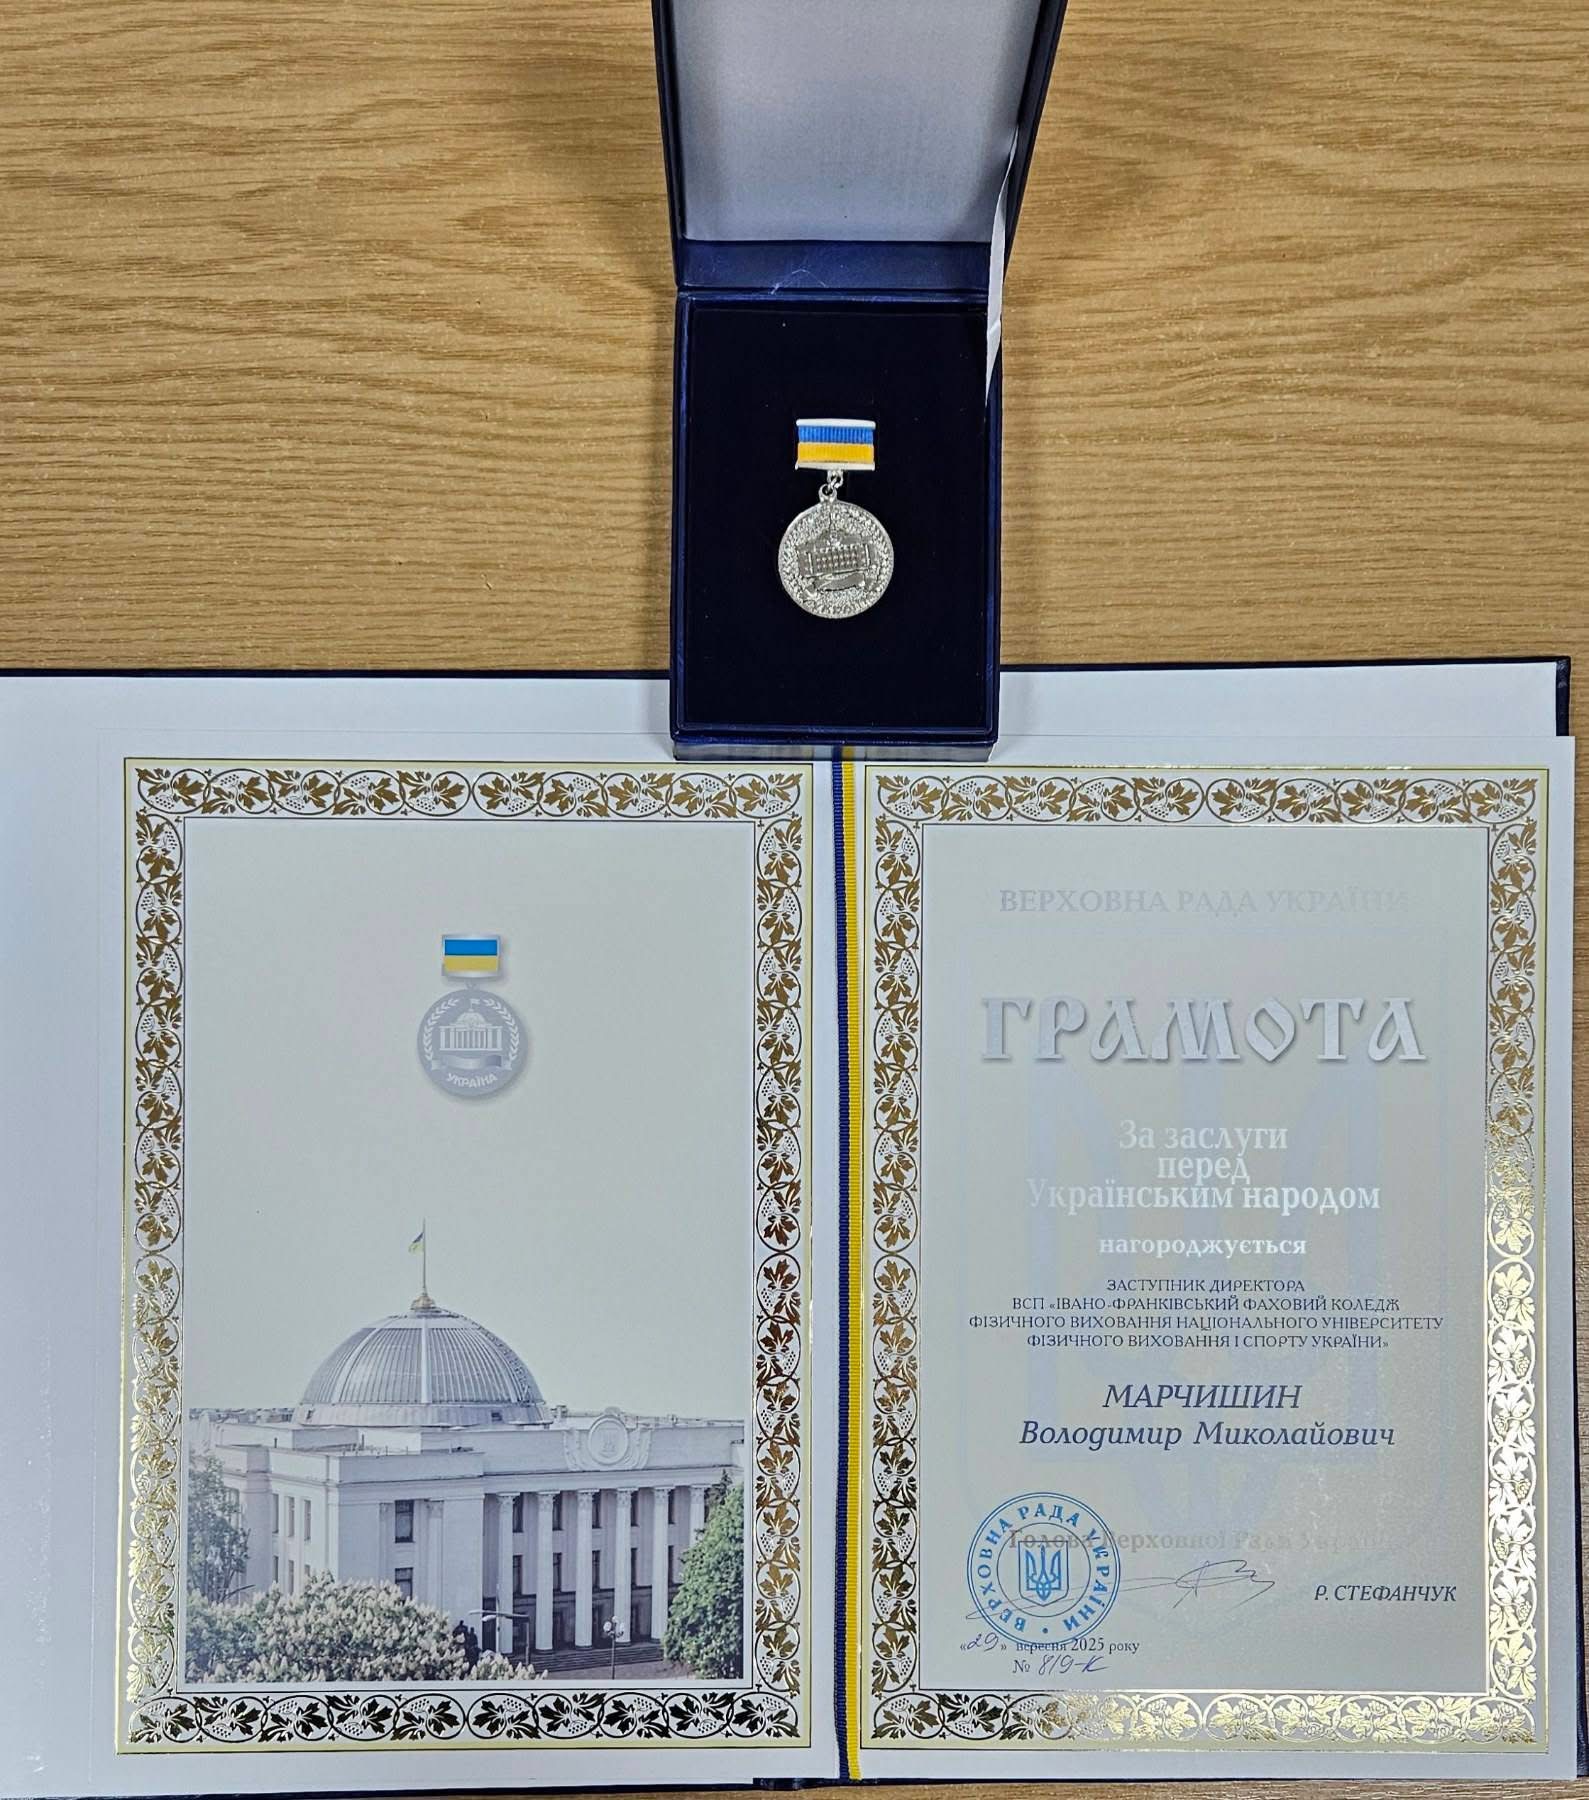 УКРАЇНА
ВЕРХОВНА РАДА УКРАЇНИ
ГРАМОТА
За заслуги
перед
Українським народом
нагороджується
ЗАСТУПНИК ДИРЕКТОРА
ВСП «ІВАНО-ФРАНКІВСЬКИЙ ФАХОВИЙ КОЛЕДЖ
ФІЗИЧНОГО ВИХОВАННЯ НАЦІОНАЛЬНОГО УНІВЕРСИТЕТУ
ФІЗИЧНОГО ВИХОВАННЯ І СПОРТУ УКРАЇНИ»
МАРЧИШИН
Володимир Миколайович
Голова Верховної Ради України
ВЕРХОВНА РАДА УКРАЇНИ
Р. СТЕФАНЧУК
«29» вересня 2025 року
№ 819-К